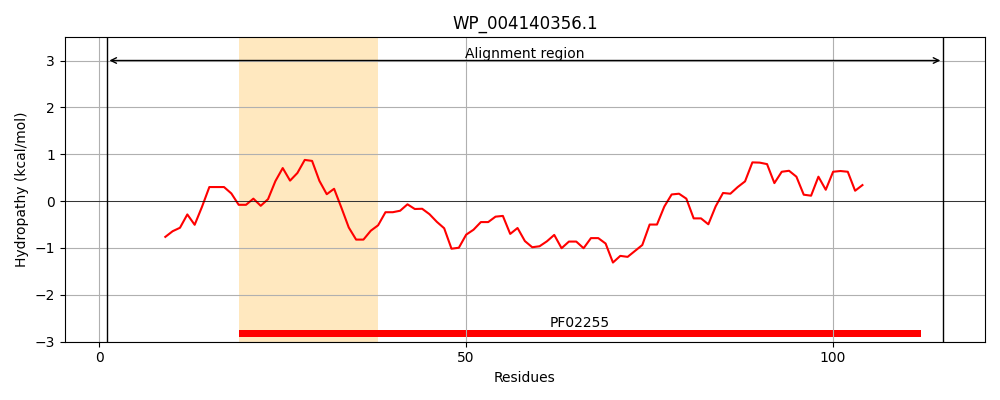 WP_004140356.1
Alignment region
3
2
1
0
−1
−2
−3
Hydropathy (kcal/mol)
PF02255
0
50
100
Residues